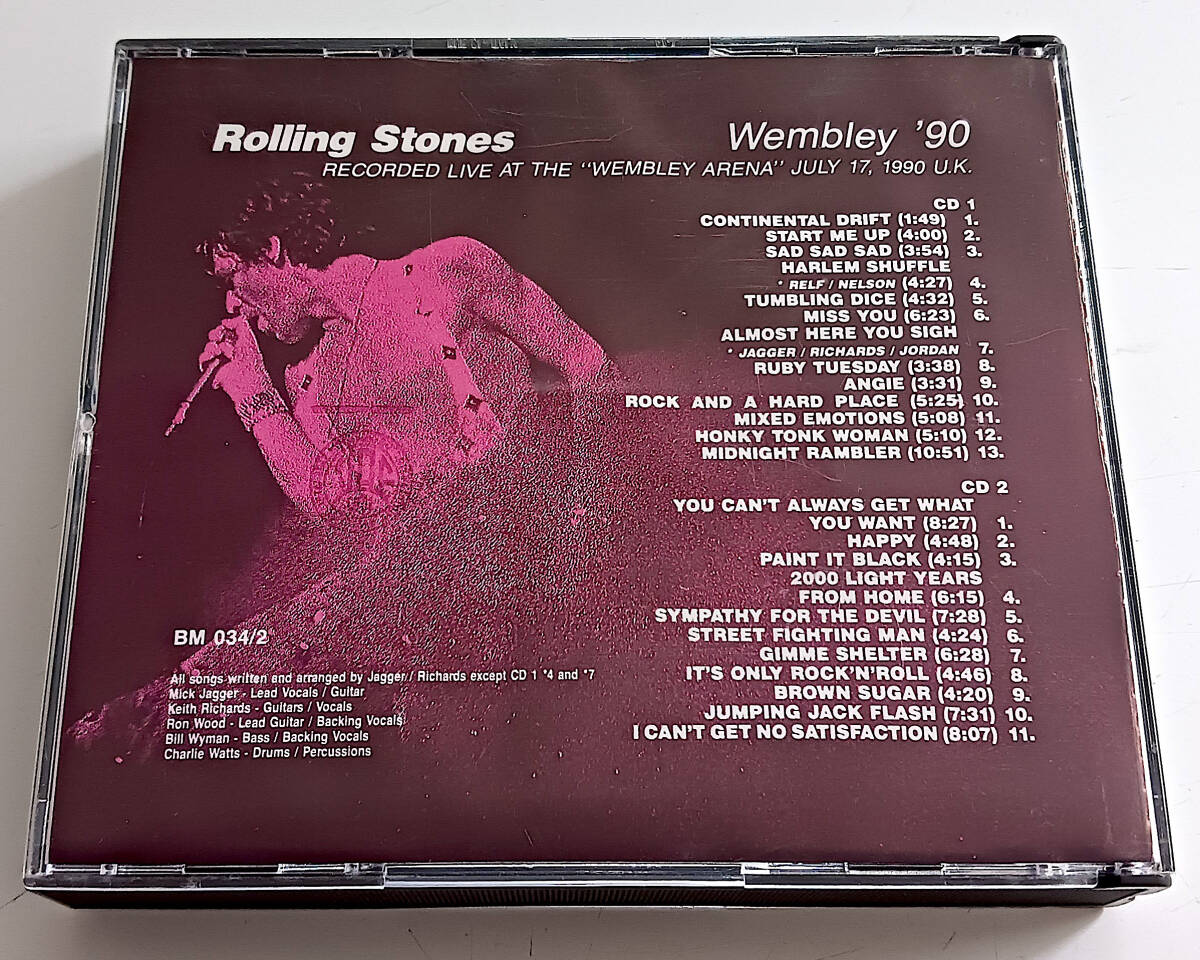 Rolling Stones
Wembley '90
RECORDED LIVE AT THE "WEMBLEY ARENA" JULY 17, 1990 U.K.
CD 1
CONTINENTAL DRIFT (1:49) 1.
START ME UP (4:00) 2.
SAD SAD SAD (3:54) 3.
HARLEM SHUFFLE
* RELF / NELSON (4:27) 4.
TUMBLING DICE (4:32) 5.
MISS YOU (6:23) 6.
ALMOST HERE YOU SIGH
* JAGGER / RICHARDS / JORDAN 7.
RUBY TUESDAY (3:38) 8.
ANGIE (3:31) 9.
ROCK AND A HARD PLACE (5:25) 10.
MIXED EMOTIONS (5:08) 11.
HONKY TONK WOMAN (5:10) 12.
MIDNIGHT RAMBLER (10:51) 13.
CD 2
YOU CAN'T ALWAYS GET WHAT
YOU WANT (8:27) 1.
HAPPY (4:48) 2.
PAINT IT BLACK (4:15) 3.
2000 LIGHT YEARS
FROM HOME (6:15) 4.
SYMPATHY FOR THE DEVIL (7:28) 5.
STREET FIGHTING MAN (4:24) 6.
GIMME SHELTER (6:28) 7.
IT'S ONLY ROCK'N'ROLL (4:46) 8.
BROWN SUGAR (4:20) 9.
JUMPING JACK FLASH (7:31) 10.
I CAN'T GET NO SATISFACTION (8:07) 11.
BM 034/2
All songs written and arranged by Jagger / Richards except CD 1 *4 and *7
Mick Jagger - Lead Vocals / Guitar
Keith Richards - Guitars / Vocals
Ron Wood - Lead Guitar / Backing Vocals
Bill Wyman - Bass / Backing Vocals
Charlie Watts - Drums / Percussions